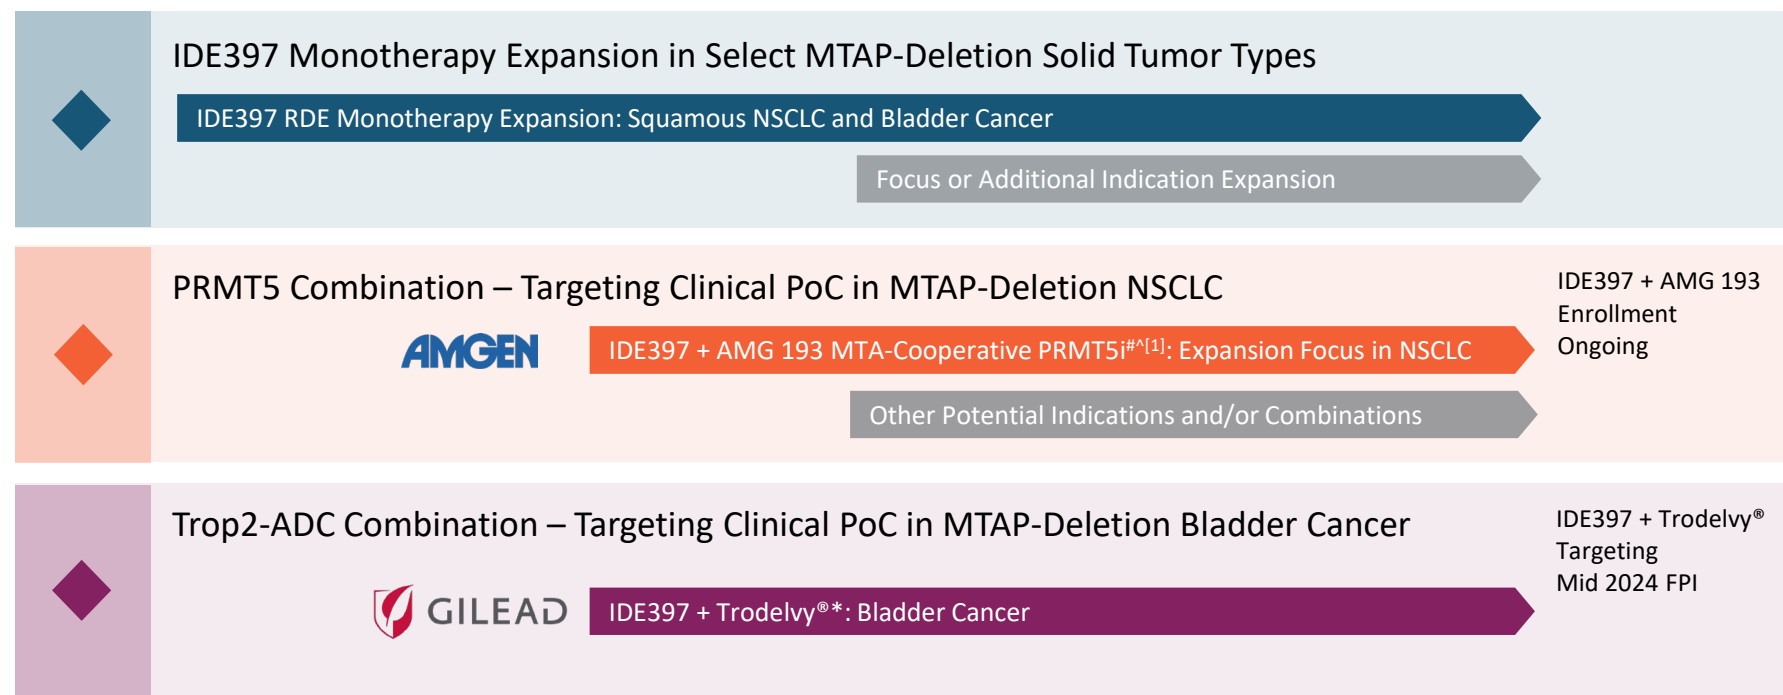 IDE397 Monotherapy Expansion in Select MTAP-Deletion Solid Tumor Types
IDE397 RDE Monotherapy Expansion: Squamous NSCLC and Bladder Cancer
Focus or Additional Indication Expansion
PRMT5 Combination – Targeting Clinical PoC in MTAP-Deletion NSCLC
AMGEN
IDE397 + AMG 193 MTA-Cooperative PRMT5i#^[1]: Expansion Focus in NSCLC
Other Potential Indications and/or Combinations
IDE397 + AMG 193
Enrollment
Ongoing
Trop2-ADC Combination – Targeting Clinical PoC in MTAP-Deletion Bladder Cancer
GILEAD
IDE397 + Trodelvy®*: Bladder Cancer
IDE397 + Trodelvy®
Targeting
Mid 2024 FPI